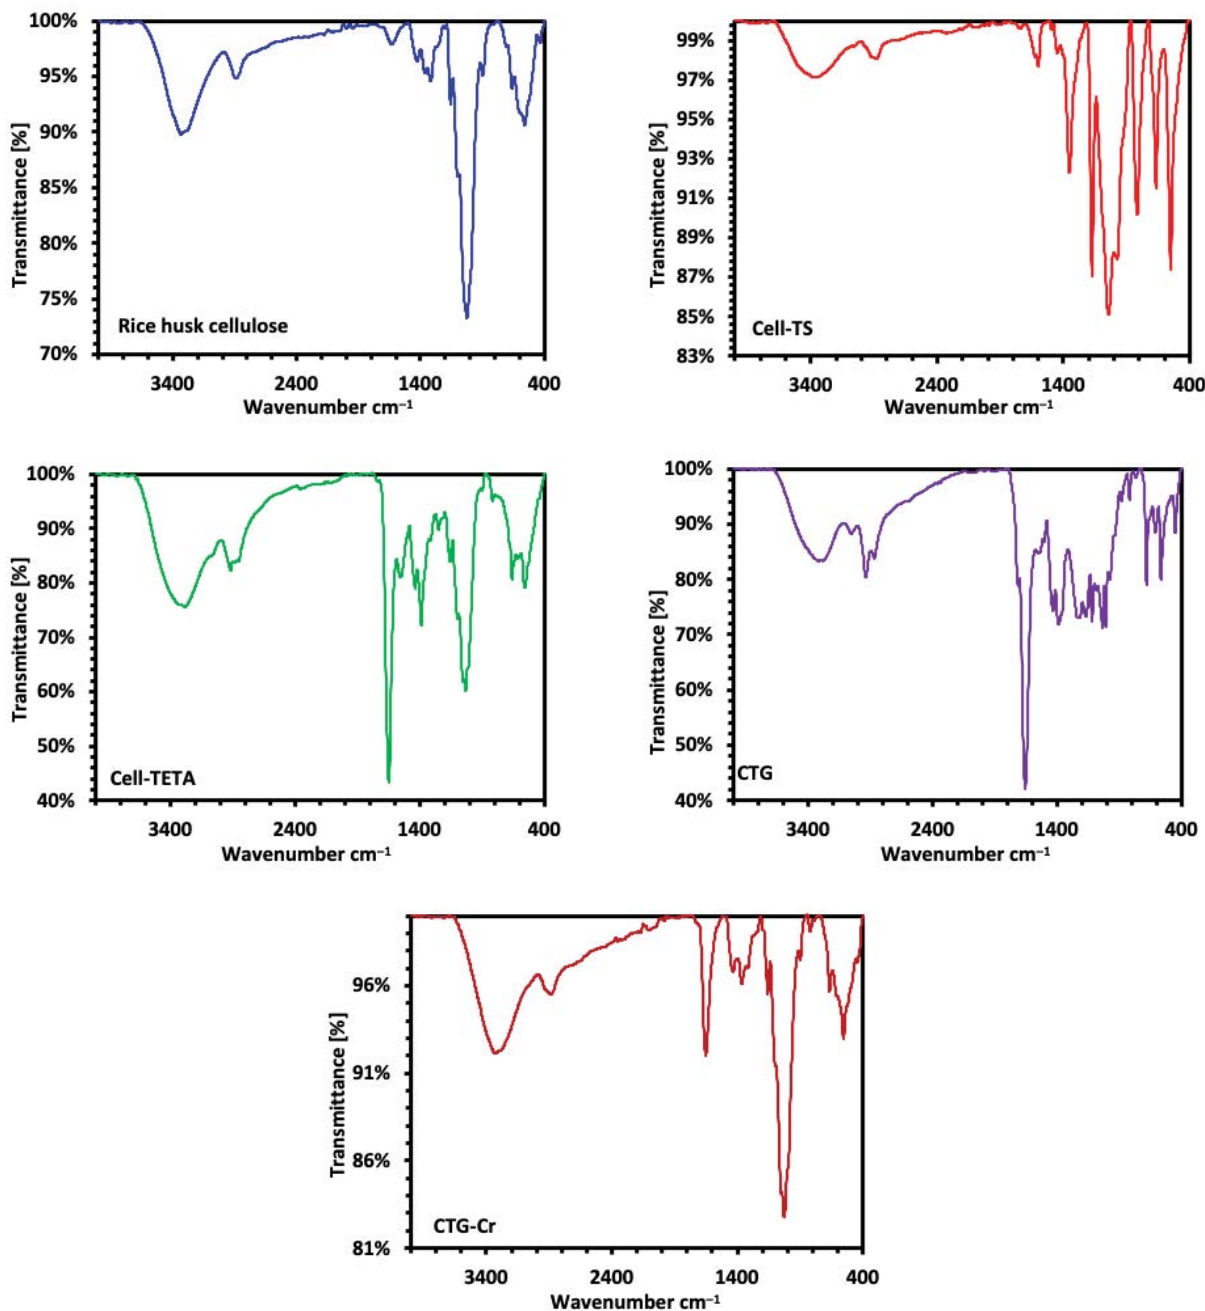 100%
95%
90%
85%
80%
75%
70%
Transmittance [%]
Rice husk cellulose
3400 2400 1400 400
Wavenumber cm⁻¹
99%
97%
95%
93%
91%
89%
87%
85%
83%
Transmittance [%]
Cell-TS
3400 2400 1400 400
Wavenumber cm⁻¹
100%
90%
80%
70%
60%
50%
40%
Transmittance [%]
Cell-TETA
3400 2400 1400 400
Wavenumber cm⁻¹
100%
90%
80%
70%
60%
50%
40%
Transmittance [%]
CTG
3400 2400 1400 400
Wavenumber cm⁻¹
96%
91%
86%
81%
Transmittance [%]
CTG-Cr
3400 2400 1400 400
Wavenumber cm⁻¹